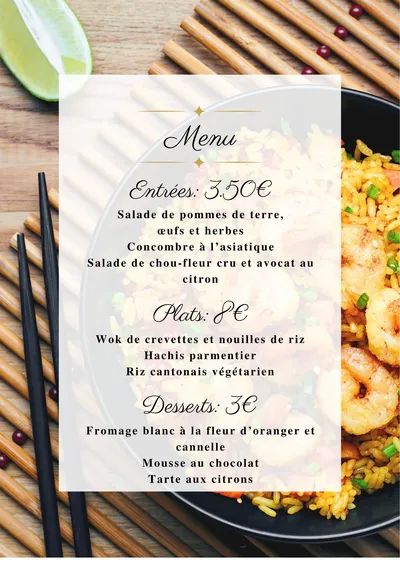 Menu
Entrées: 3.50€
Salade de pommes de terre,
œufs et herbes
Concombre à l'asiatique
Salade de chou-fleur cru et avocat au
citron
Plats: 8€
Wok de crevettes et nouilles de riz
Hachis parmentier
Riz cantonais végétarien
Desserts: 3€
Fromage blanc à la fleur d'oranger et
cannelle
Mousse au chocolat
Tarte aux citrons